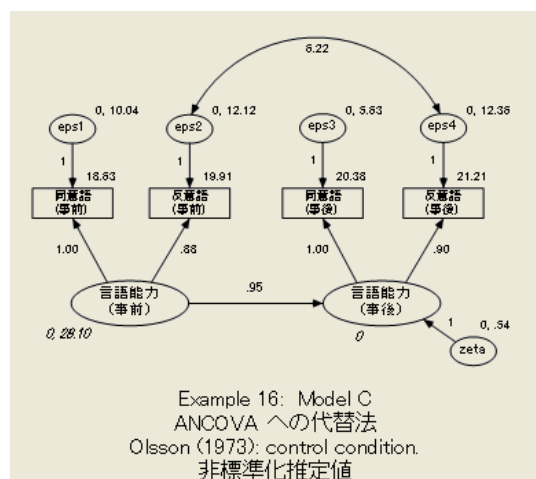 6.22
0, 10.04
0, 12.12
0, 12.36
eps1
eps2
eps3
eps4
1
1
1
1
18.63
19.91
20.38
21.21
同意語
(事前)
反意語
(事前)
同意語
(事後)
反意語
(事後)
1.00
.88
1.00
.90
言語能力
(事前)
.95
言語能力
(事後)
0, 28.10
0
1
0, .54
zeta
Example 16: Model C
ANCOVA への代替法
Olsson (1973): control condition.
非標準化推定値